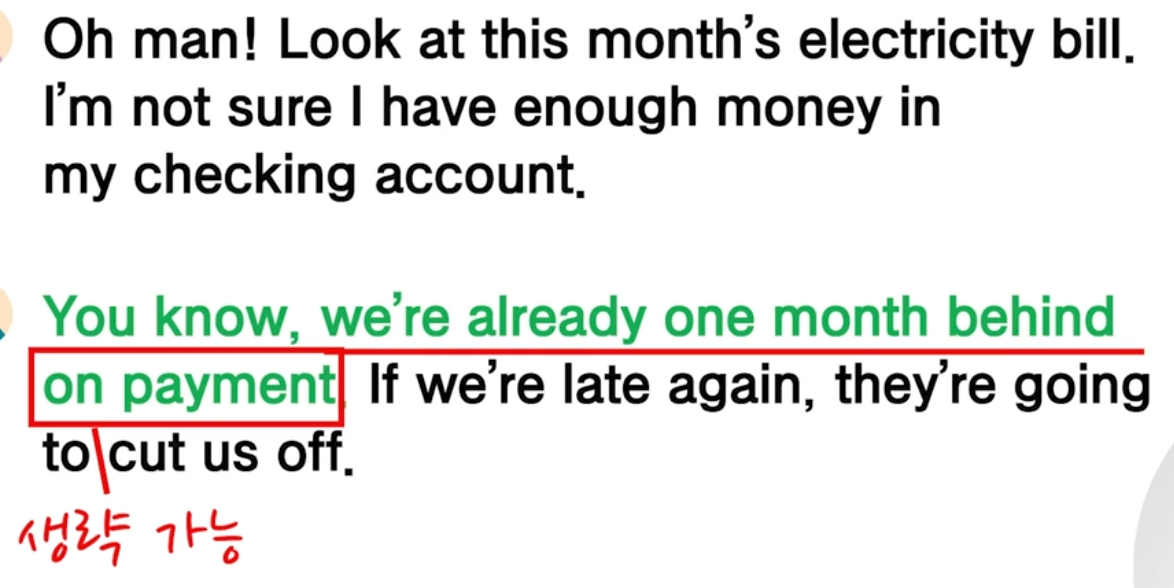 Oh man! Look at this month's electricity bill.
I'm not sure I have enough money in
my checking account.
You know, we're already one month behind
on payment. If we're late again, they're going
to cut us off.
생략 가능